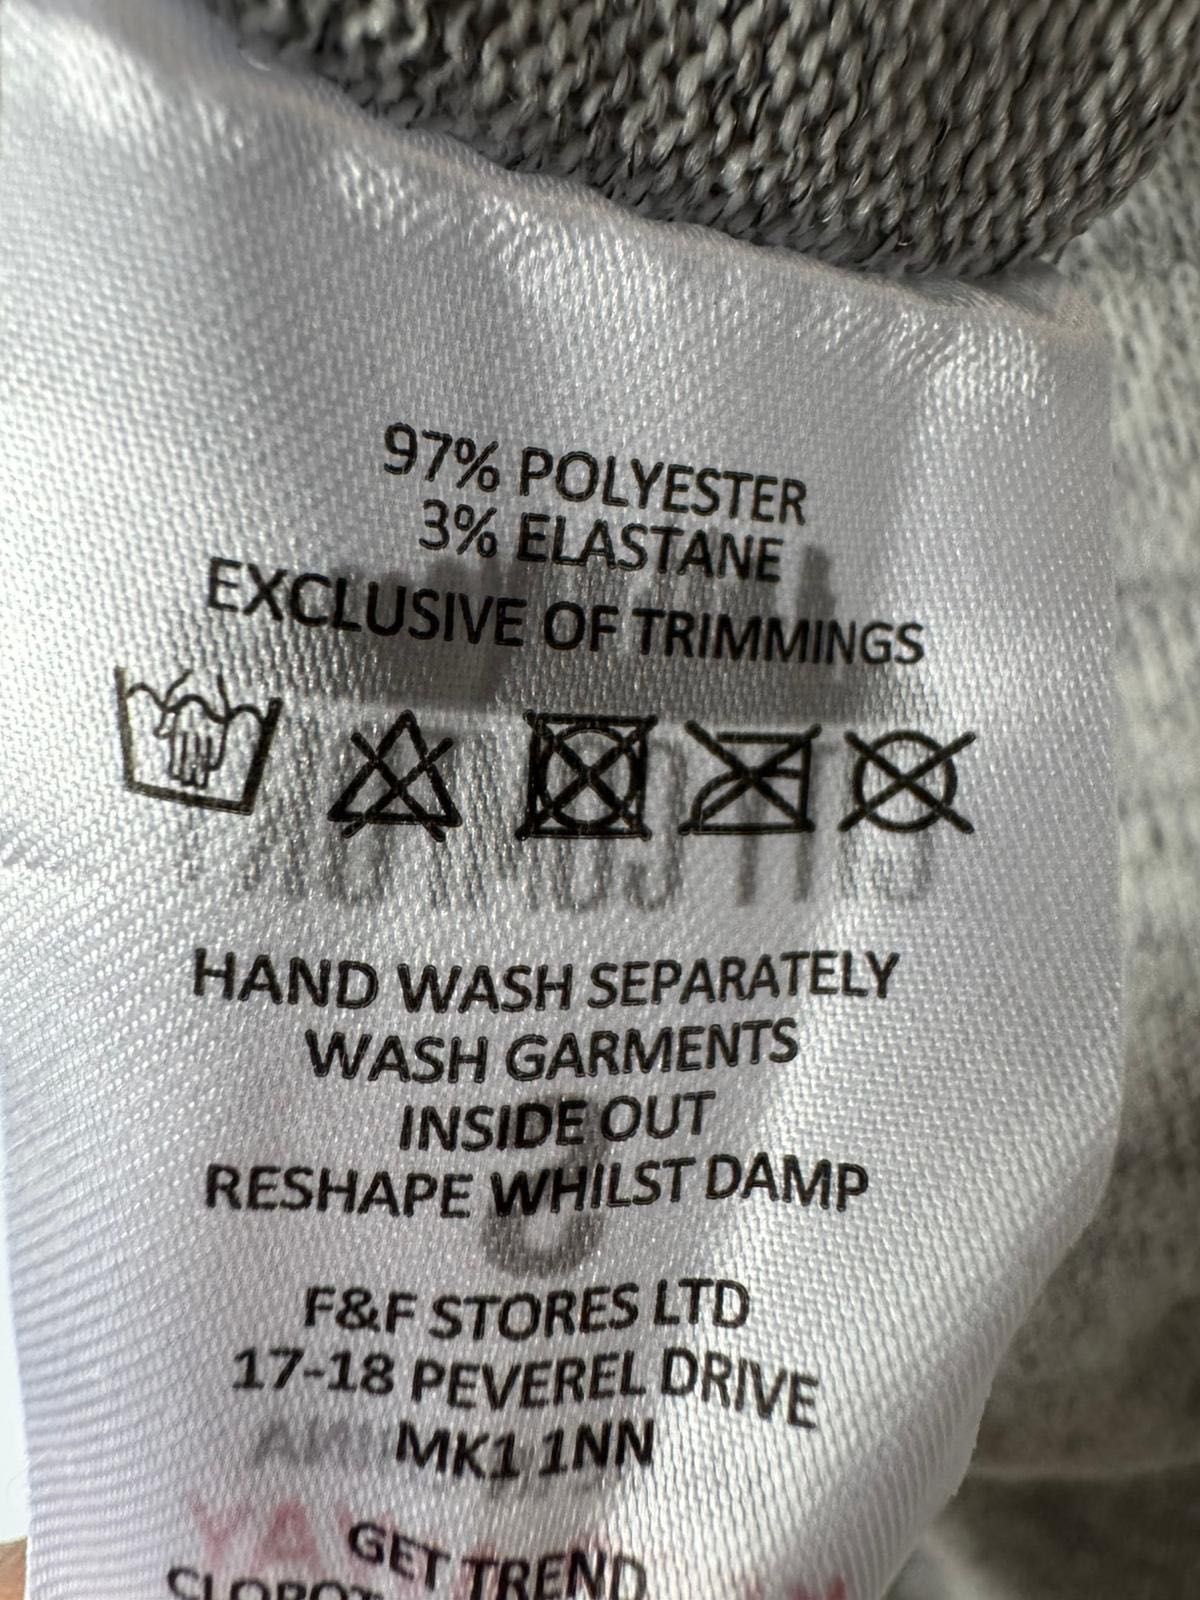 97% POLYESTER
3% ELASTANE
EXCLUSIVE OF TRIMMINGS
HAND WASH SEPARATELY
WASH GARMENTS
INSIDE OUT
RESHAPE WHILST DAMP
F&F STORES LTD
17-18 PEVEREL DRIVE
MK1 1NN
GET TREND